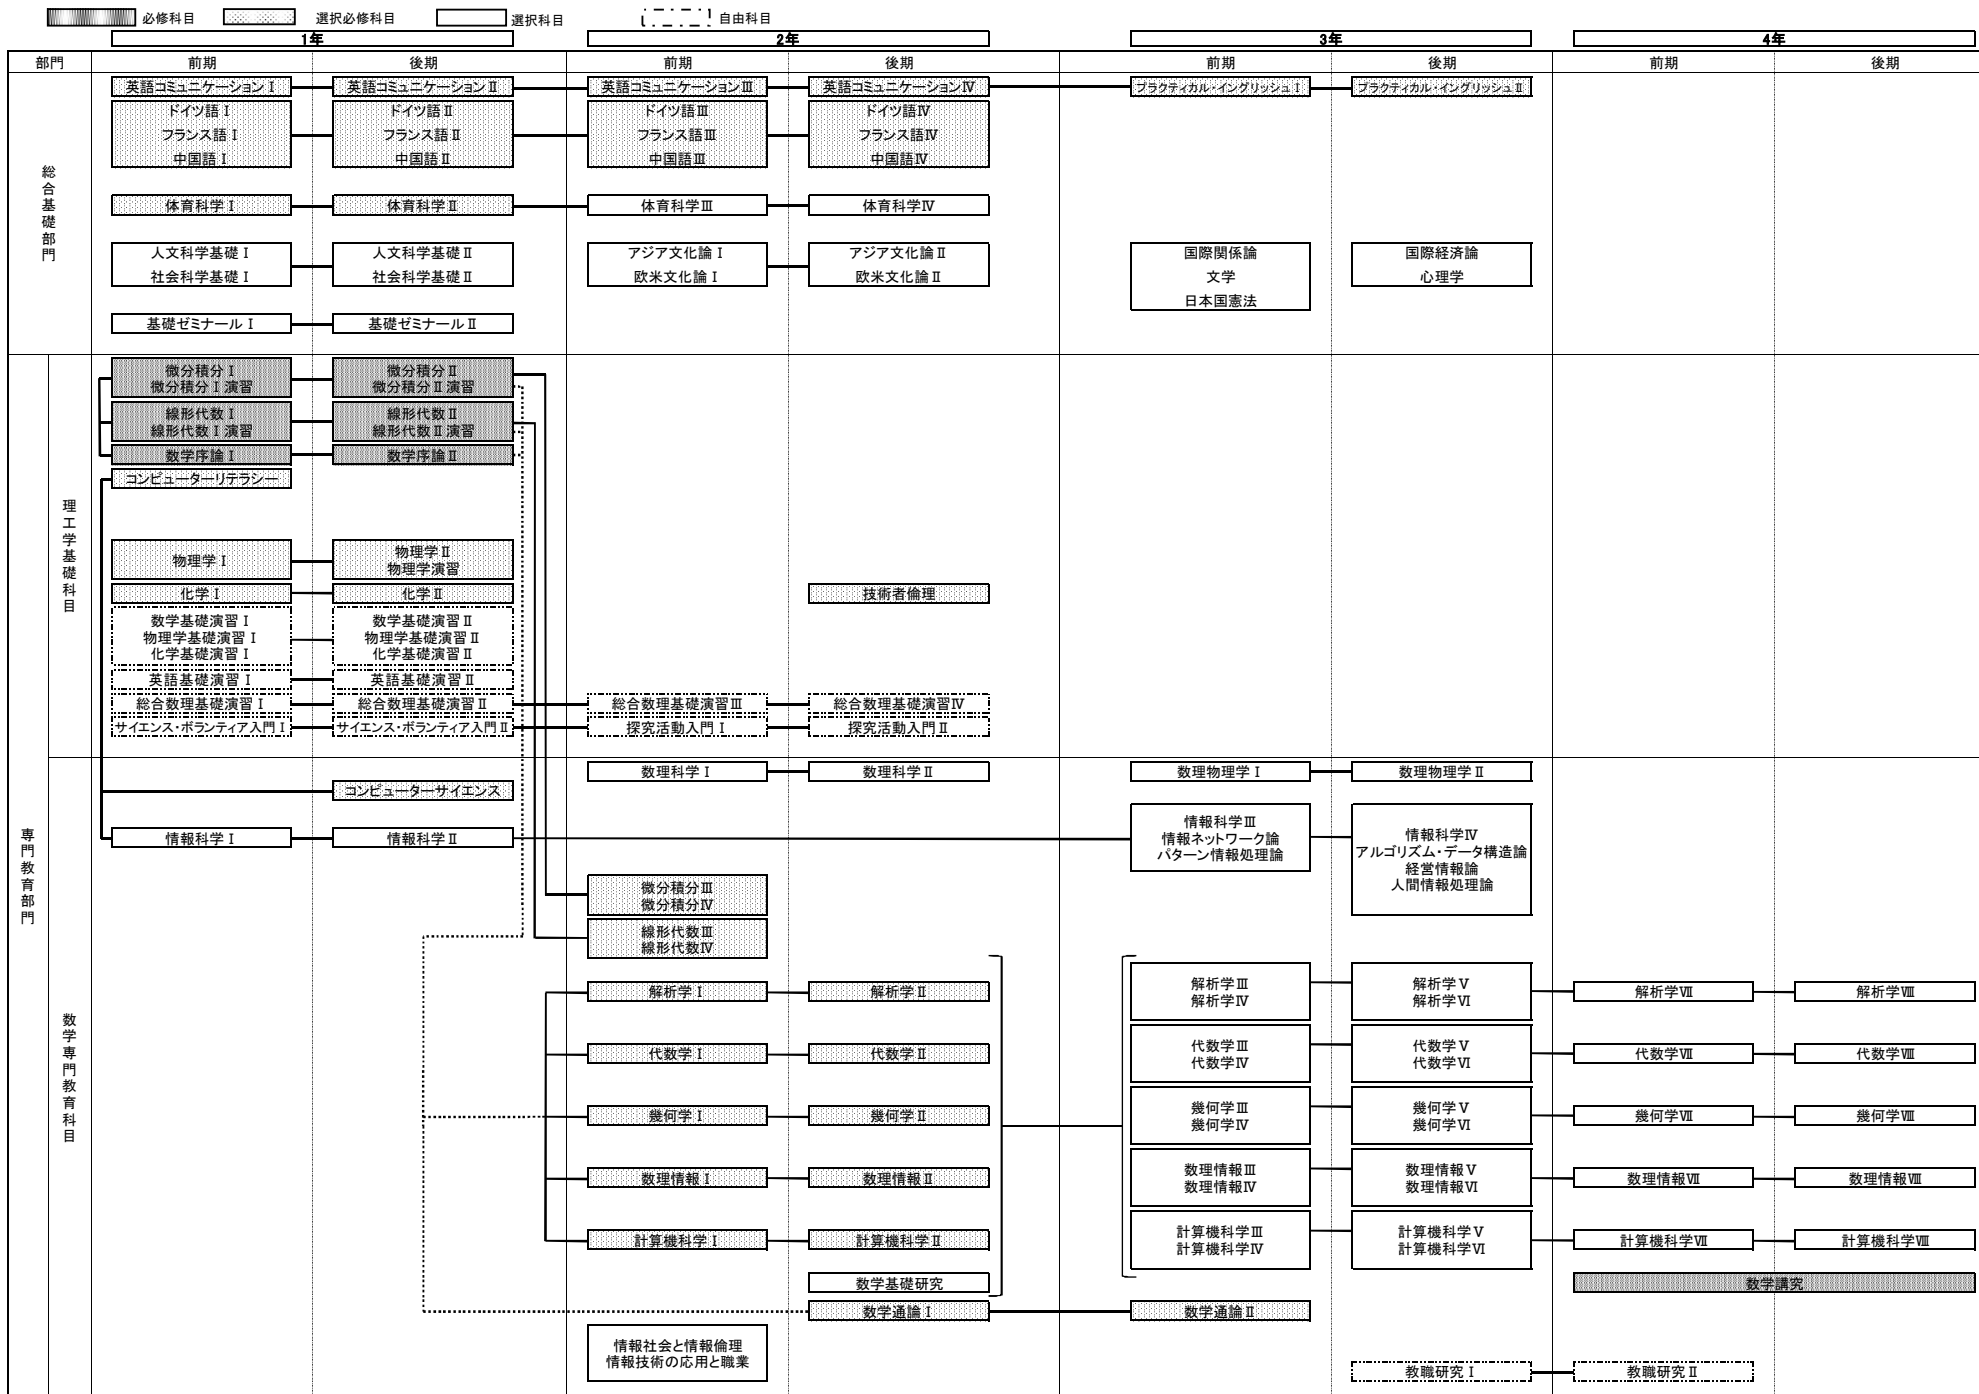 必修科目 選択必修科目 選択科目 自由科目
1年 2年 3年 4年
部門 前期 後期 前期 後期 前期 後期 前期 後期
総合基礎部門
英語コミュニケーションⅠ 英語コミュニケーションⅡ 英語コミュニケーションⅢ 英語コミュニケーションⅣ プラクティカル・イングリッシュⅠ プラクティカル・イングリッシュⅡ
ドイツ語Ⅰ ドイツ語Ⅱ ドイツ語Ⅲ ドイツ語Ⅳ
フランス語Ⅰ フランス語Ⅱ フランス語Ⅲ フランス語Ⅳ
中国語Ⅰ 中国語Ⅱ 中国語Ⅲ 中国語Ⅳ
体育科学Ⅰ 体育科学Ⅱ 体育科学Ⅲ 体育科学Ⅳ
人文科学基礎Ⅰ 人文科学基礎Ⅱ アジア文化論Ⅰ アジア文化論Ⅱ 国際関係論 国際経済論
社会科学基礎Ⅰ 社会科学基礎Ⅱ 欧米文化論Ⅰ 欧米文化論Ⅱ 文学 心理学
日本国憲法
基礎ゼミナールⅠ 基礎ゼミナールⅡ
専門教育部門
理工学基礎科目
微分積分Ⅰ 微分積分Ⅱ
微分積分Ⅰ演習 微分積分Ⅱ演習
線形代数Ⅰ 線形代数Ⅱ
線形代数Ⅰ演習 線形代数Ⅱ演習
数学序論Ⅰ 数学序論Ⅱ
コンピューターリテラシー
物理学Ⅰ 物理学Ⅱ
物理学演習
化学Ⅰ 化学Ⅱ 技術者倫理
数学基礎演習Ⅰ 数学基礎演習Ⅱ
物理学基礎演習Ⅰ 物理学基礎演習Ⅱ
化学基礎演習Ⅰ 化学基礎演習Ⅱ
英語基礎演習Ⅰ 英語基礎演習Ⅱ
総合数理基礎演習Ⅰ 総合数理基礎演習Ⅱ 総合数理基礎演習Ⅲ 総合数理基礎演習Ⅳ
サイエンス・ボランティア入門Ⅰ サイエンス・ボランティア入門Ⅱ 探究活動入門Ⅰ 探究活動入門Ⅱ
数学専門教育科目
数理科学Ⅰ 数理科学Ⅱ 数理物理学Ⅰ 数理物理学Ⅱ
コンピューターサイエンス
情報科学Ⅰ 情報科学Ⅱ
情報科学Ⅲ 情報科学Ⅳ
情報ネットワーク論 アルゴリズム・データ構造論
パターン情報処理論 経営情報論
人間情報処理論
微分積分Ⅲ
微分積分Ⅳ
線形代数Ⅲ
線形代数Ⅳ
解析学Ⅰ 解析学Ⅱ 解析学Ⅲ 解析学Ⅴ 解析学Ⅶ 解析学Ⅷ
解析学Ⅳ 解析学Ⅵ
代数学Ⅰ 代数学Ⅱ 代数学Ⅲ 代数学Ⅴ 代数学Ⅶ 代数学Ⅷ
代数学Ⅳ 代数学Ⅵ
幾何学Ⅰ 幾何学Ⅱ 幾何学Ⅲ 幾何学Ⅴ 幾何学Ⅶ 幾何学Ⅷ
幾何学Ⅳ 幾何学Ⅵ
数理情報Ⅰ 数理情報Ⅱ 数理情報Ⅲ 数理情報Ⅴ 数理情報Ⅶ 数理情報Ⅷ
数理情報Ⅳ 数理情報Ⅵ
計算機科学Ⅰ 計算機科学Ⅱ 計算機科学Ⅲ 計算機科学Ⅴ 計算機科学Ⅶ 計算機科学Ⅷ
計算機科学Ⅳ 計算機科学Ⅵ
数学基礎研究 数学講究
数学通論Ⅰ 数学通論Ⅱ
情報社会と情報倫理
情報技術の応用と職業
教職研究Ⅰ 教職研究Ⅱ